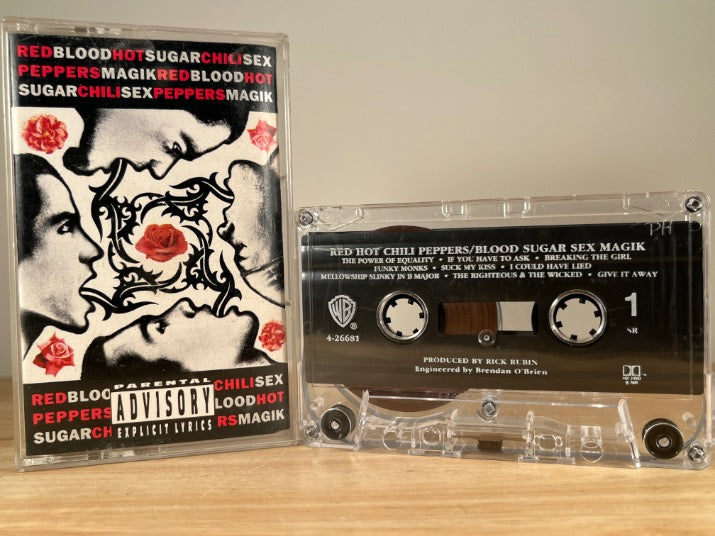 REDBLOODHOTSUGARCHILISEX
PEPPERSMAGIKREDBLOODHOT
SUGARCHILISEXPEPPERSMAGIK
REDBLOO CHILISEX
PEPPERS LOODHOT
SUGARCH RSMAGIK
PARENTAL
ADVISORY
EXPLICIT LYRICS
PH
RED HOT CHILI PEPPERS/BLOOD SUGAR SEX MAGIK
THE POWER OF EQUALITY • IF YOU HAVE TO ASK • BREAKING THE GIRL
FUNKY MONKS • SUCK MY KISS • I COULD HAVE LIED
MELLOWSHIP SLINKY IN B MAJOR • THE RIGHTEOUS & THE WICKED • GIVE IT AWAY
WB
®
4-26681
1
SR
PRODUCED BY RICK RUBIN
Engineered by Brendan O'Brien